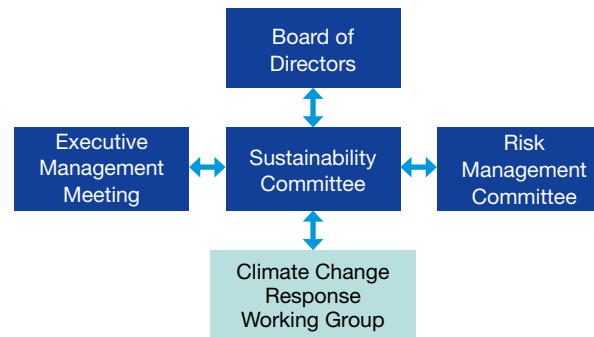 Board of
Directors
Executive
Management
Meeting
Sustainability
Committee
Risk
Management
Committee
Climate Change
Response
Working Group